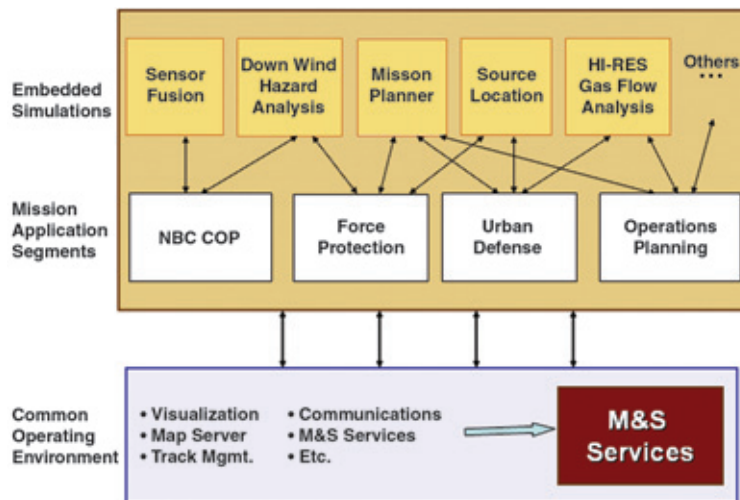 Embedded
Simulations
Sensor
Fusion
Down Wind
Hazard
Analysis
Misson
Planner
Source
Location
HI-RES
Gas Flow
Analysis
Others
...
Mission
Application
Segments
NBC COP
Force
Protection
Urban
Defense
Operations
Planning
Common
Operating
Environment
• Visualization
• Map Server
• Track Mgmt.
• Communications
• M&S Services
• Etc.
M&S
Services